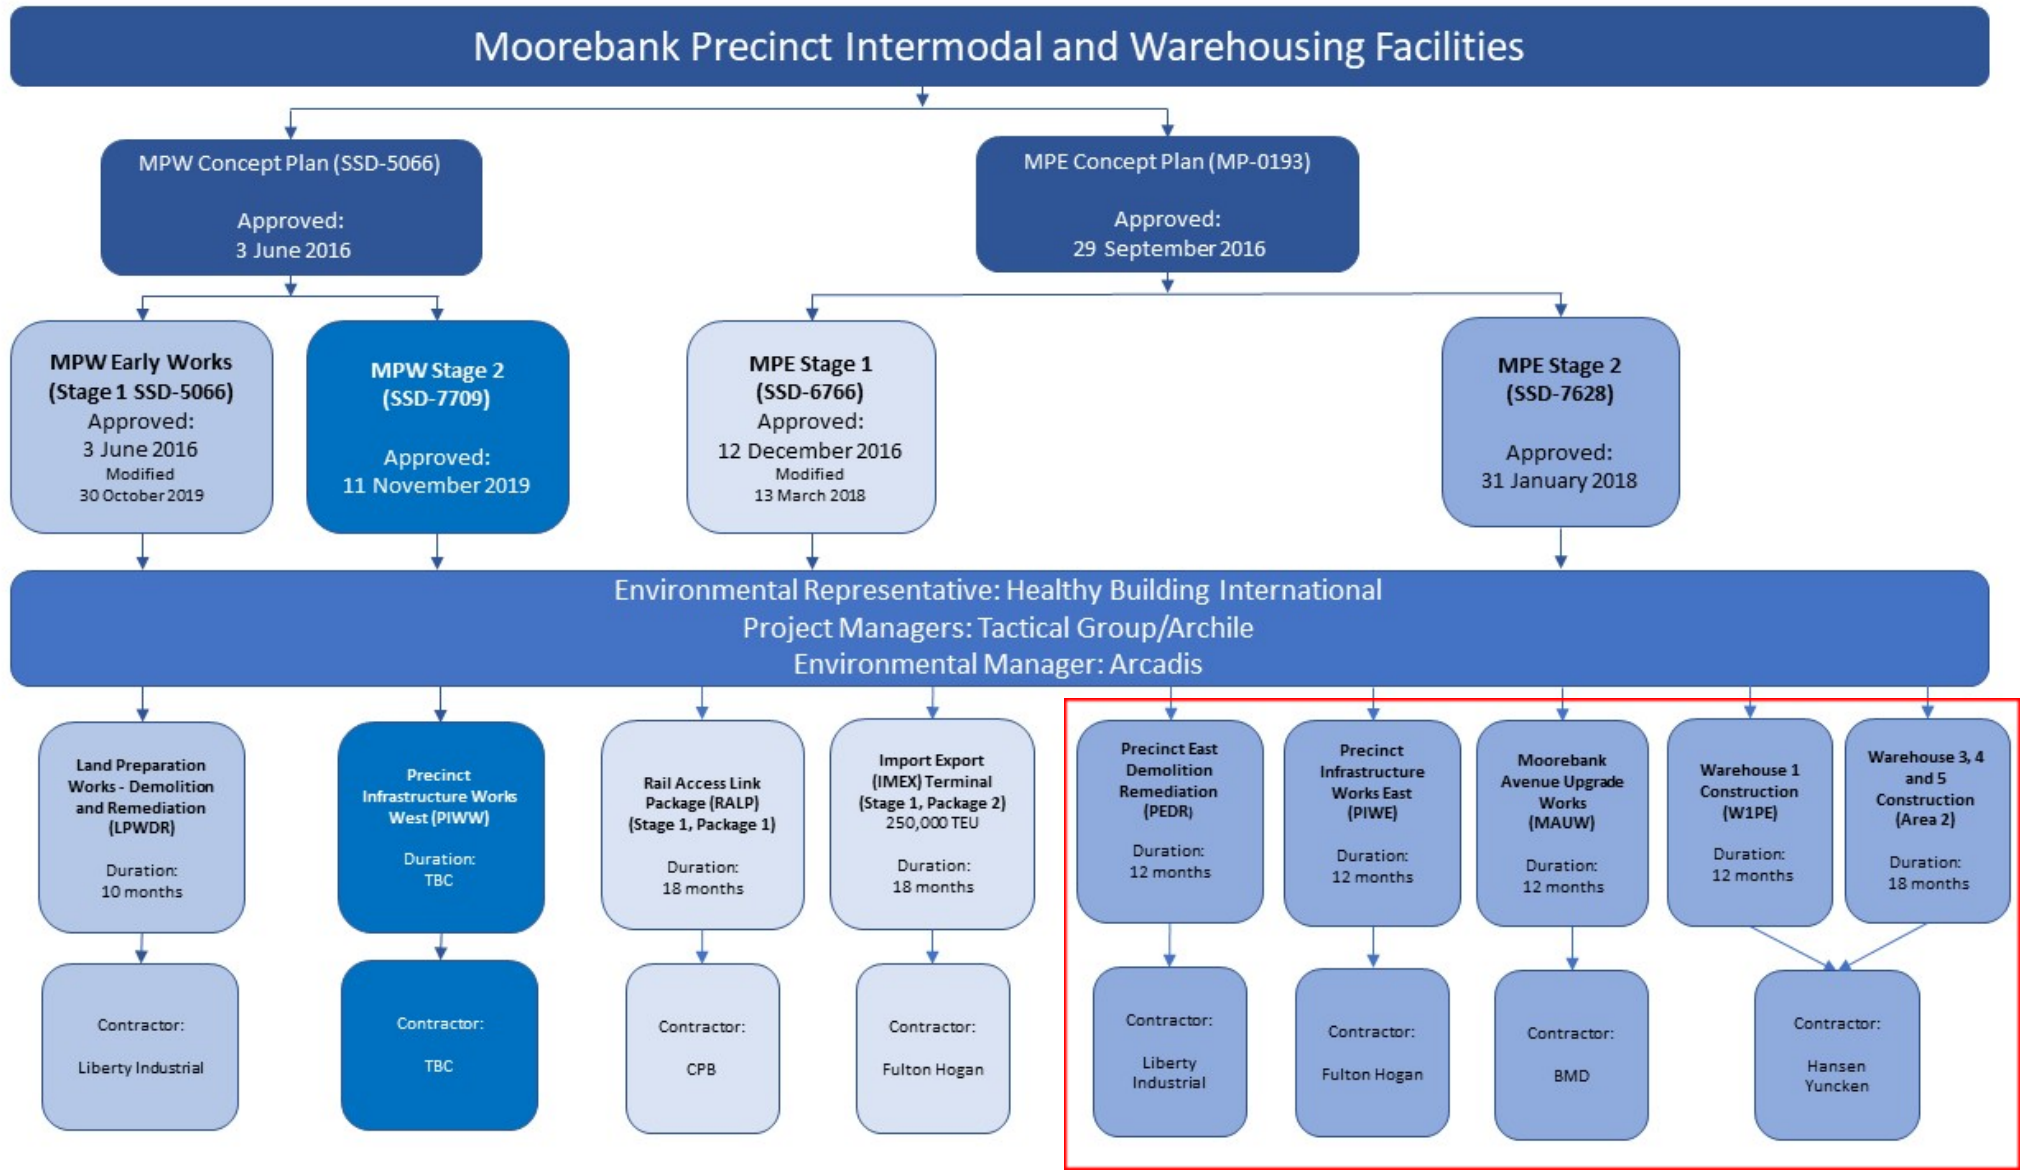 Moorebank Precinct Intermodal and Warehousing Facilities
MPW Concept Plan (SSD-5066)
Approved:
3 June 2016
MPE Concept Plan (MP-0193)
Approved:
29 September 2016
MPW Early Works
(Stage 1 SSD-5066)
Approved:
3 June 2016
Modified
30 October 2019
MPW Stage 2
(SSD-7709)
Approved:
11 November 2019
MPE Stage 1
(SSD-6766)
Approved:
12 December 2016
Modified
13 March 2018
MPE Stage 2
(SSD-7628)
Approved:
31 January 2018
Environmental Representative: Healthy Building International
Project Managers: Tactical Group/Archile
Environmental Manager: Arcadis
Land Preparation
Works - Demolition
and Remediation
(LPWDR)
Duration:
10 months
Precinct
Infrastructure Works
West (PIWW)
Duration:
TBC
Rail Access Link
Package (RALP)
(Stage 1, Package 1)
Duration:
18 months
Import Export
(IMEX) Terminal
(Stage 1, Package 2)
250,000 TEU
Duration:
18 months
Precinct East
Demolition
Remediation
(PEDR)
Duration:
12 months
Precinct
Infrastructure
Works East
(PIWE)
Duration:
12 months
Moorebank
Avenue Upgrade
Works
(MAUW)
Duration:
12 months
Warehouse 1
Construction
(W1PE)
Duration:
12 months
Warehouse 3, 4
and 5
Construction
(Area 2)
Duration:
18 months
Contractor:
Liberty Industrial
Contractor:
TBC
Contractor:
CPB
Contractor:
Fulton Hogan
Contractor:
Liberty
Industrial
Contractor:
Fulton Hogan
Contractor:
BMD
Contractor:
Hansen
Yuncken